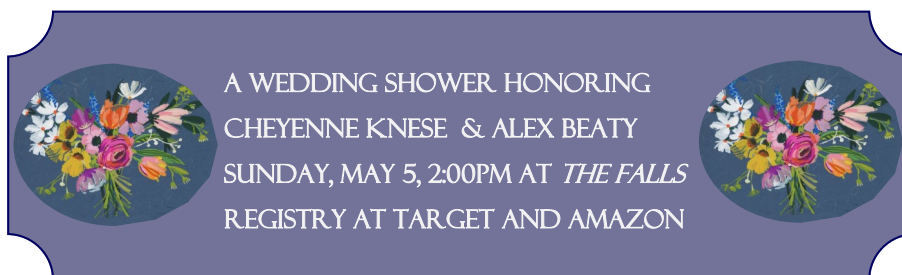 A WEDDING SHOWER HONORING
CHEYENNE KNESE & ALEX BEATY
SUNDAY, MAY 5, 2:00PM AT THE FALLS
REGISTRY AT TARGET AND AMAZON